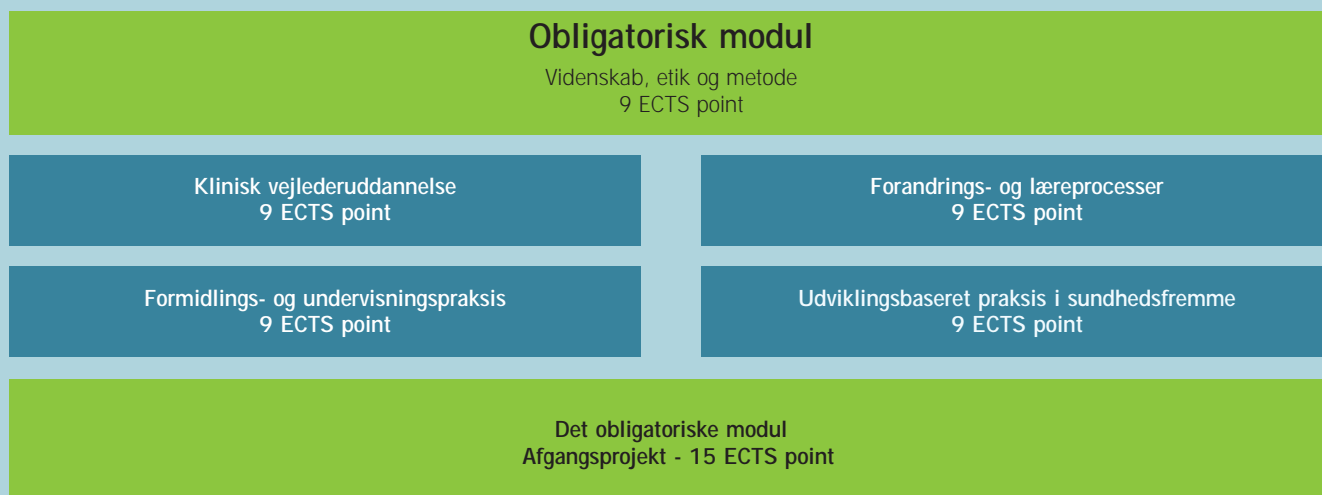 Obligatorisk modul
Videnskab, etik og metode
9 ECTS point
Klinisk vejlederuddannelse
9 ECTS point
Forandrings- og læreprocesser
9 ECTS point
Formidlings- og undervisningspraksis
9 ECTS point
Udviklingsbaseret praksis i sundhedsfremme
9 ECTS point
Det obligatoriske modul
Afgangsprojekt - 15 ECTS point